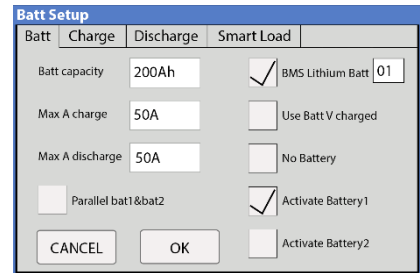 Batt Setup
Batt Charge Discharge Smart Load
Batt capacity 200Ah BMS Lithium Batt 01
Max A charge 50A Use Batt V charged
Max A discharge 50A No Battery
Parallel bat1&bat2 Activate Battery1
CANCEL OK Activate Battery2